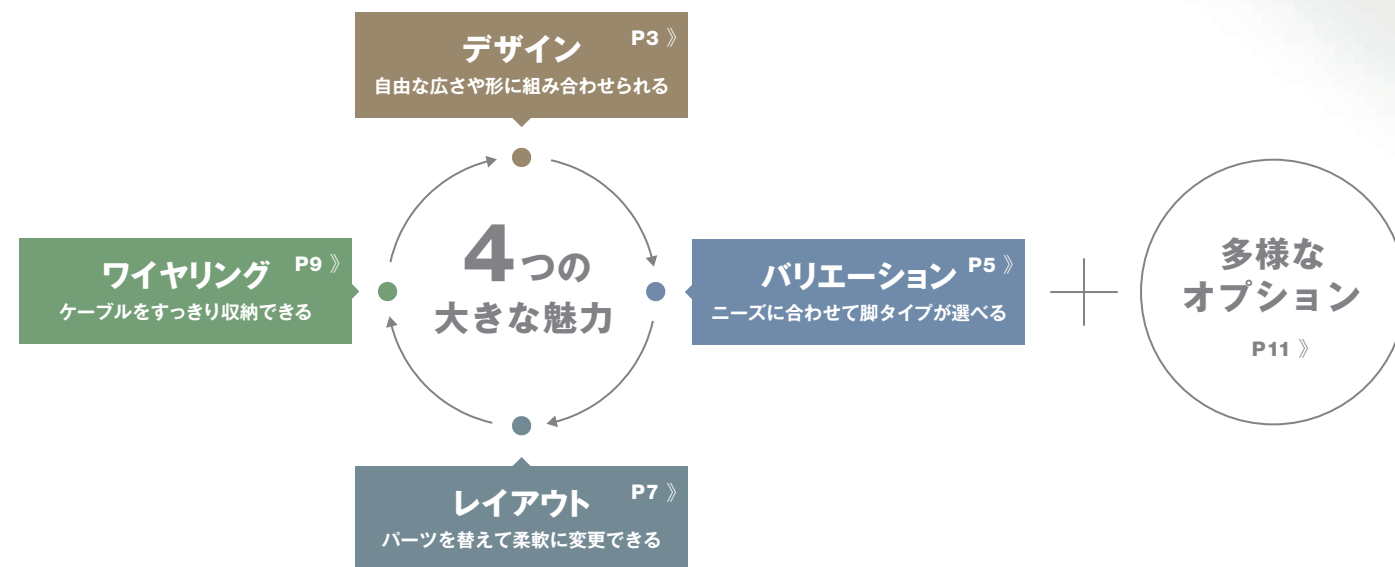 デザイン P3 》
自由な広さや形に組み合わせられる
ワイヤリング P9 》
ケーブルをすっきり収納できる
4つの
大きな魅力
バリエーション P5 》
ニーズに合わせて脚タイプが選べる
多様な
オプション
P11 》
レイアウト P7 》
パーツを替えて柔軟に変更できる